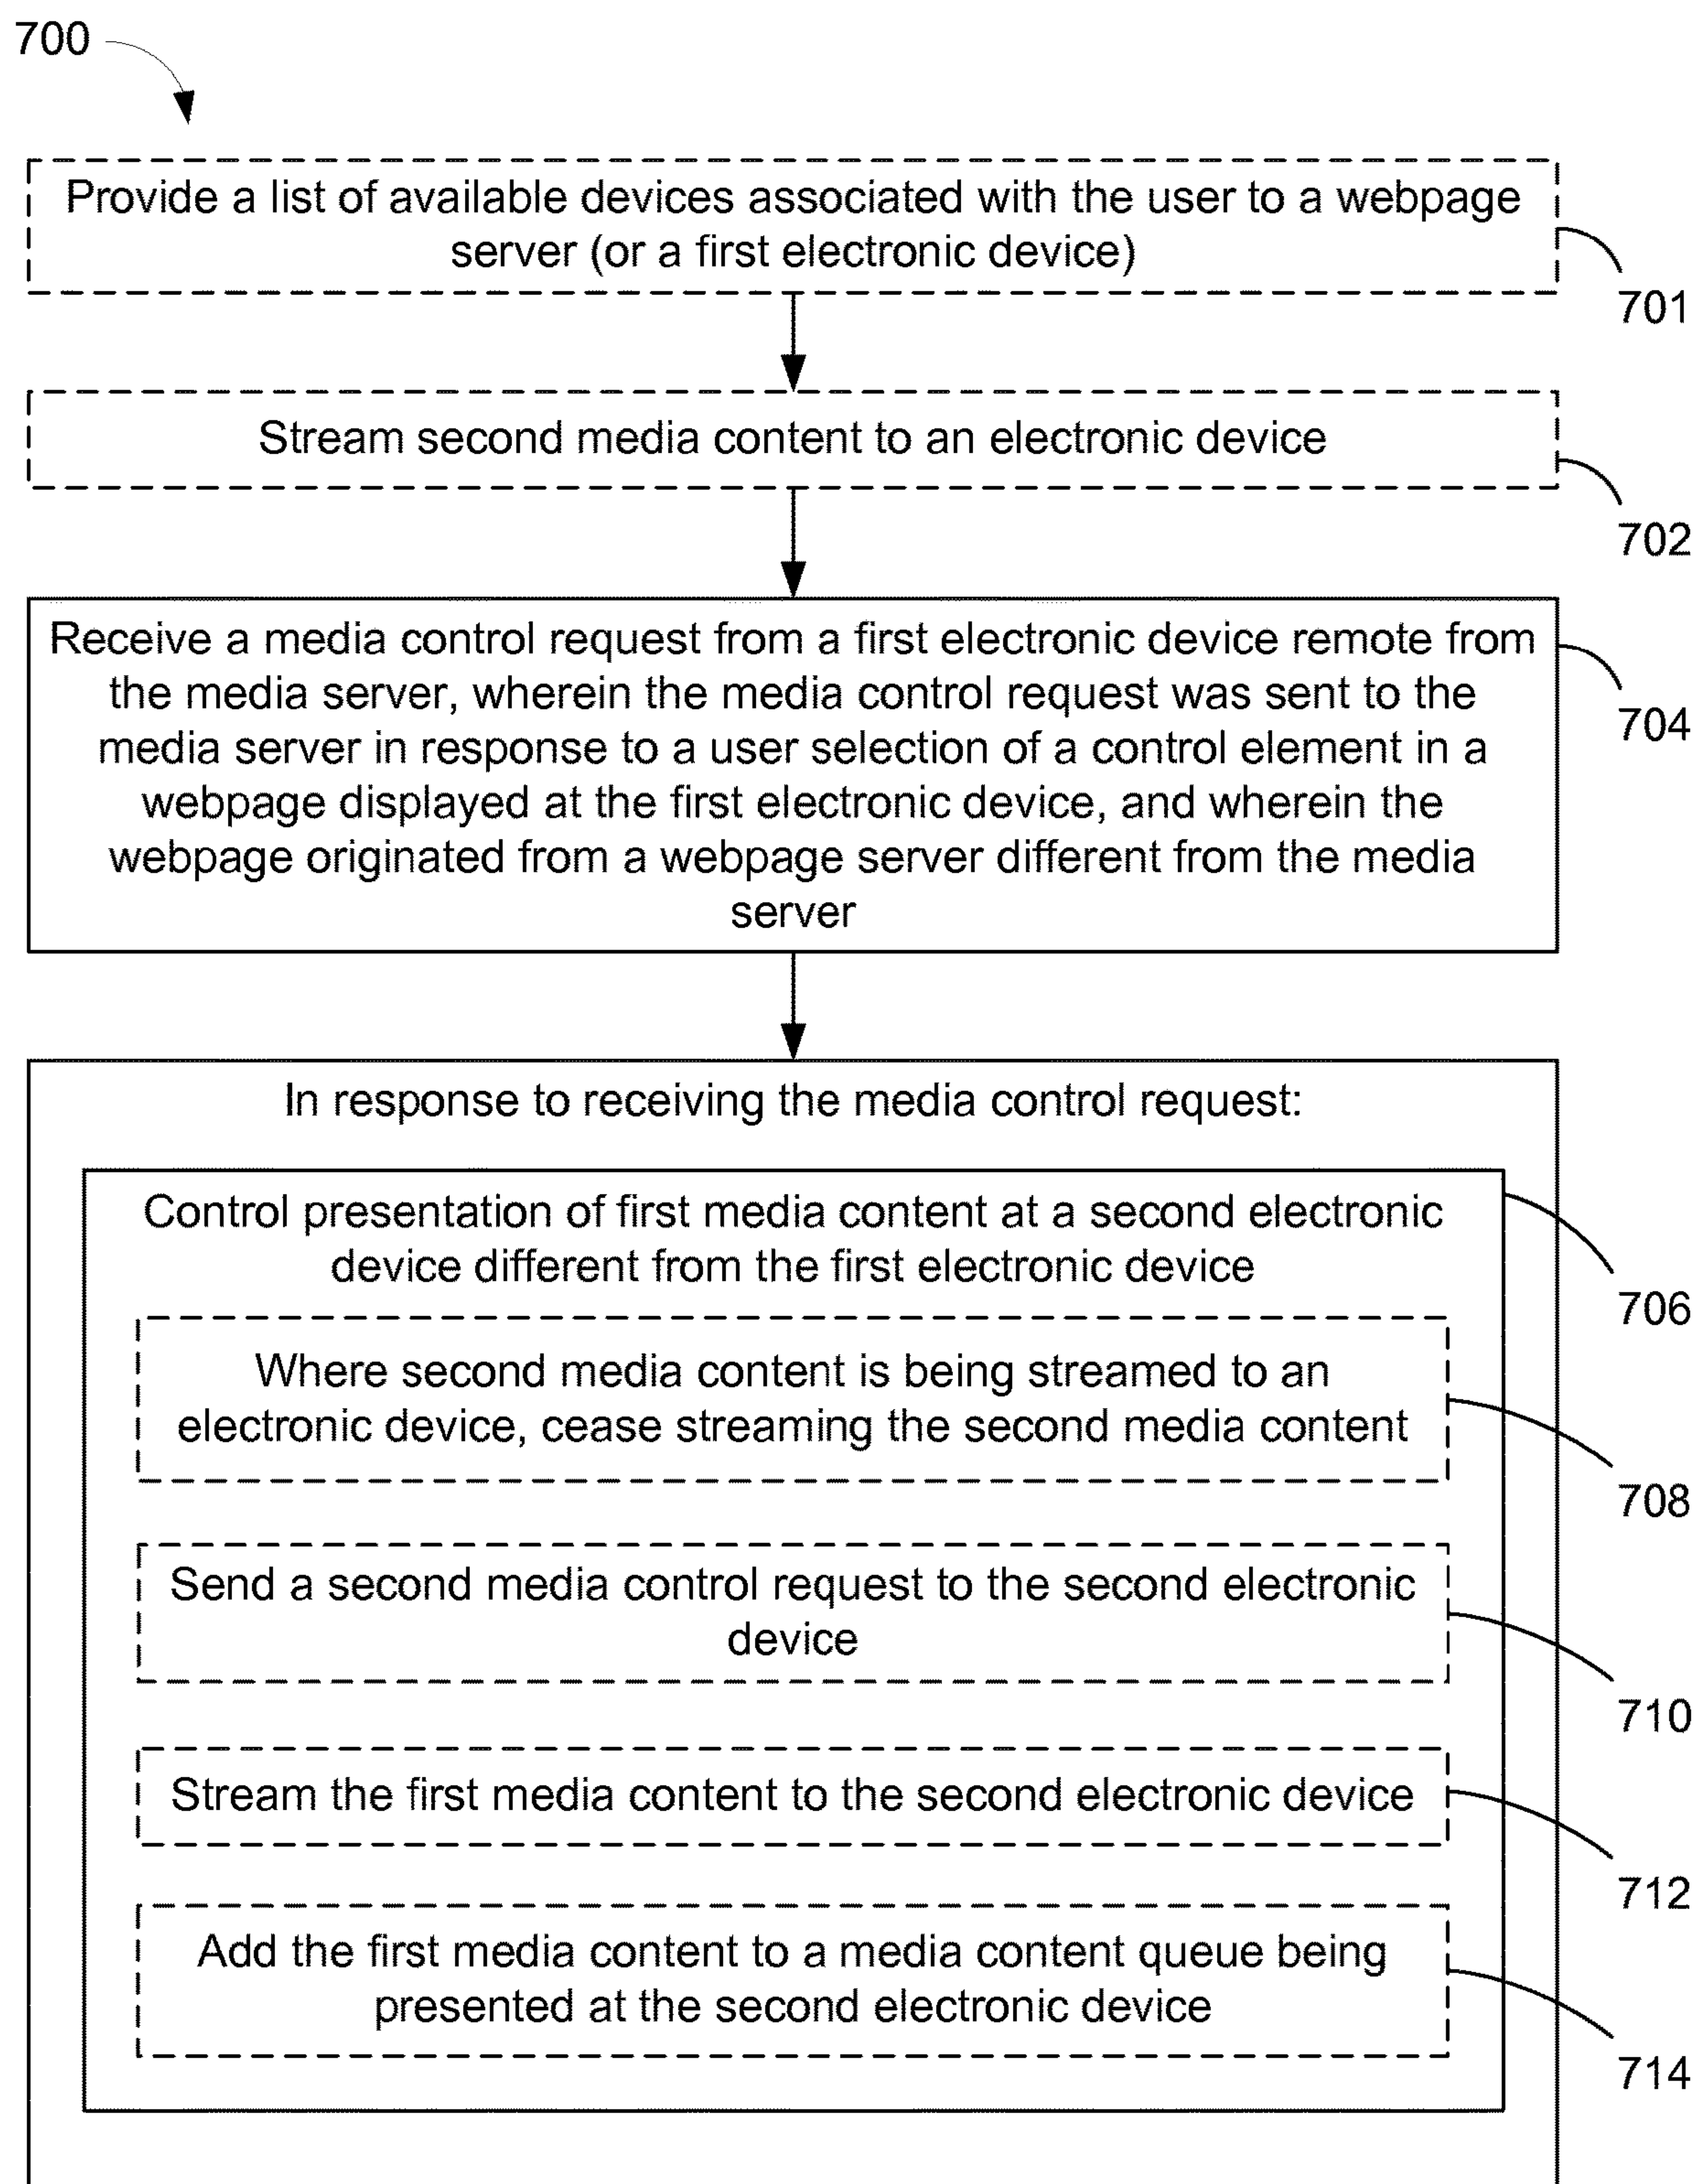 700
Provide a list of available devices associated with the user to a webpage
server (or a first electronic device)
701
Stream second media content to an electronic device
702
Receive a media control request from a first electronic device remote from
the media server, wherein the media control request was sent to the
media server in response to a user selection of a control element in a
webpage displayed at the first electronic device, and wherein the
webpage originated from a webpage server different from the media
server
704
In response to receiving the media control request:
Control presentation of first media content at a second electronic
device different from the first electronic device
706
Where second media content is being streamed to an
electronic device, cease streaming the second media content
708
Send a second media control request to the second electronic
device
710
Stream the first media content to the second electronic device
712
Add the first media content to a media content queue being
presented at the second electronic device
714